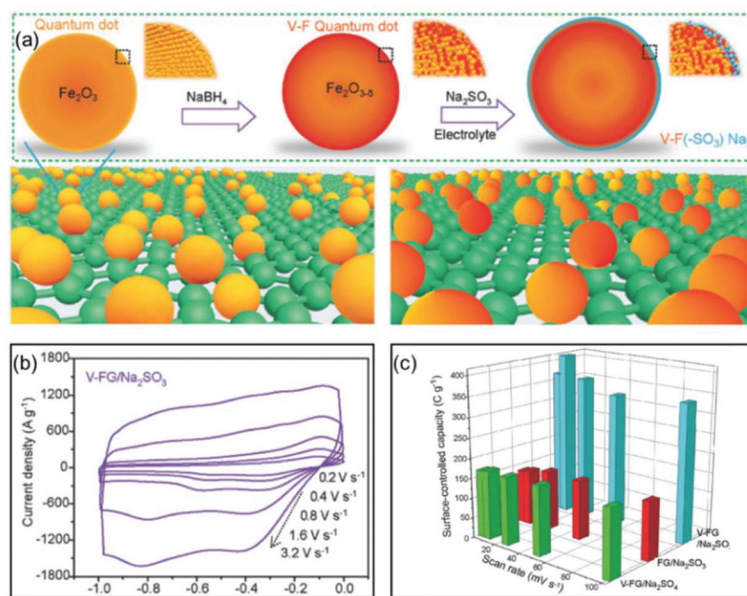 (a)
Quantum dot
V-F Quantum dot
Fe₂O₃
NaBH₄
Fe₂O₃₋δ
Na₂SO₃
Electrolyte
V-F(-SO₃) Na₂
(b)
V-FG/Na₂SO₃
Current density (A g⁻¹)
1800
1200
600
0
-600
-1200
-1800
-1.0 -0.8 -0.6 -0.4 -0.2 0.0
0.2 V s⁻¹
0.4 V s⁻¹
0.8 V s⁻¹
1.6 V s⁻¹
3.2 V s⁻¹
(c)
Surface-controlled capacity (C g⁻¹)
400
350
300
250
200
150
100
50
0
20
40
60
80
100
Scan rate (mV s⁻¹)
V-FG/Na₂SO₄
FG/Na₂SO₃
V-FG
/Na₂SO